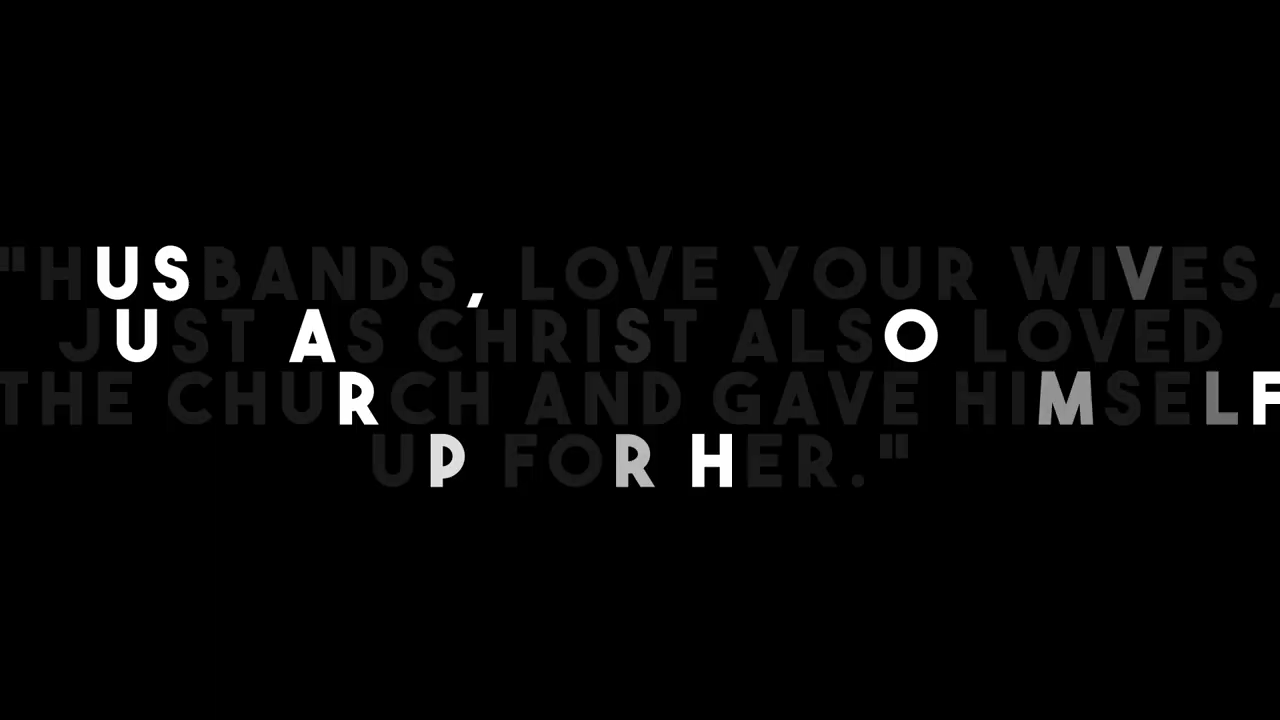 "HUSBANDS, LOVE YOUR WIVES,
JUST AS CHRIST ALSO LOVED
THE CHURCH AND GAVE HIMSELF
UP FOR HER."